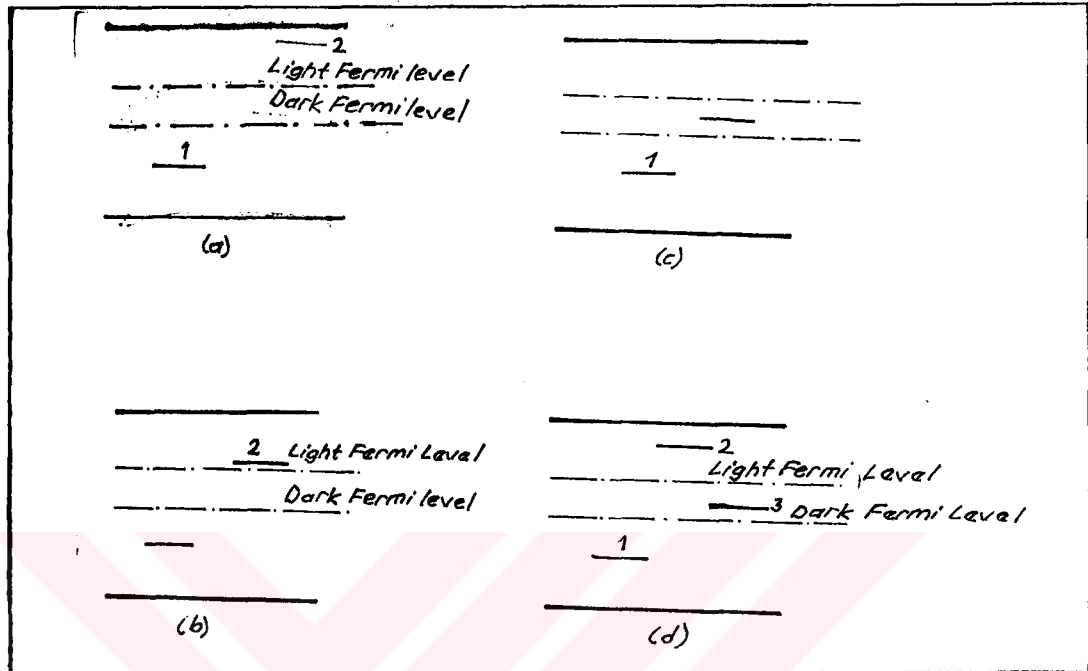 2
Light Fermi level
Dark Fermi level
1
(a)
1
(c)
2 Light Fermi Level
Dark Fermi level
(b)
2
Light Fermi Level
3 Dark Fermi Level
1
(d)